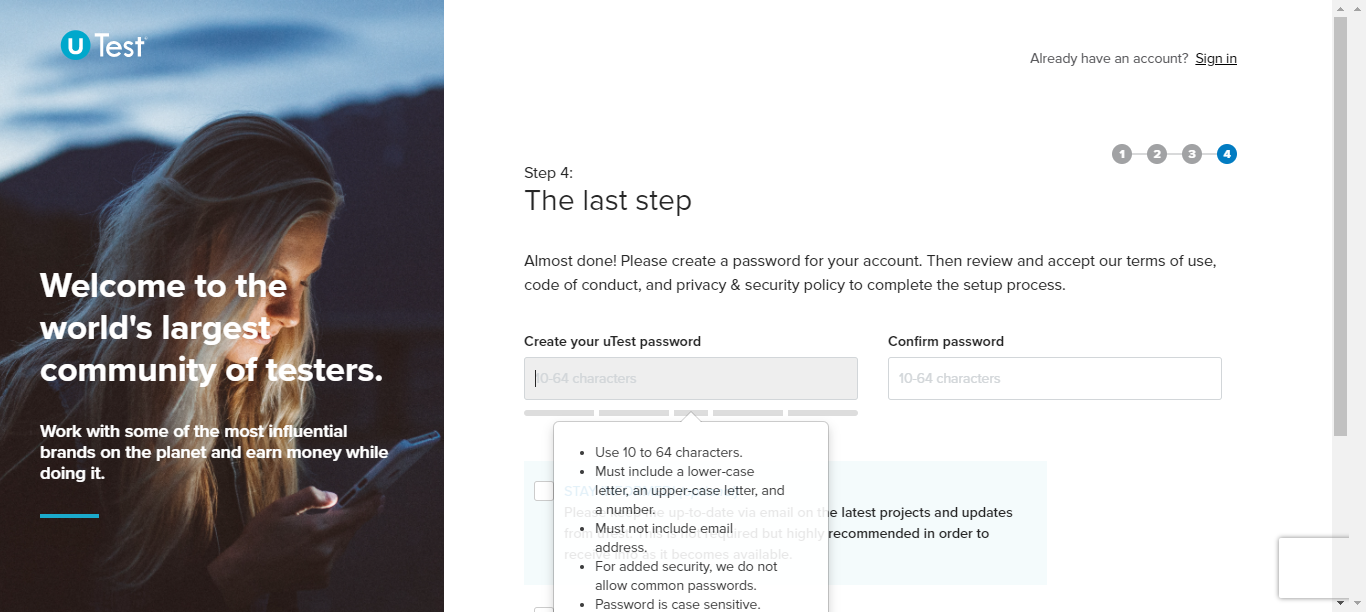 uTest
Already have an account? Sign in
1 2 3 4
Step 4:
The last step
Almost done! Please create a password for your account. Then review and accept our terms of use,
code of conduct, and privacy & security policy to complete the setup process.
Welcome to the
world's largest
community of testers.
Work with some of the most influential
brands on the planet and earn money while
doing it.
Create your uTest password
10-64 characters
Confirm password
10-64 characters
Use 10 to 64 characters.
Must include a lower-case
letter, an upper-case letter, and
a number.
Must not include email
address.
For added security, we do not
allow common passwords.
Password is case sensitive.
up-to-date via email on the latest projects and updates
from uTest. This is not required but highly recommended in order to
receive info as it becomes available.